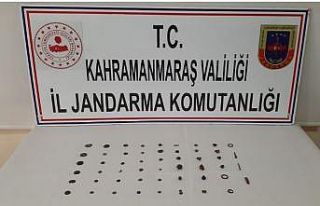 T.C.
KAHRAMANMARAŞ VALİLİĞİ
İL JANDARMA KOMUTANLIĞI